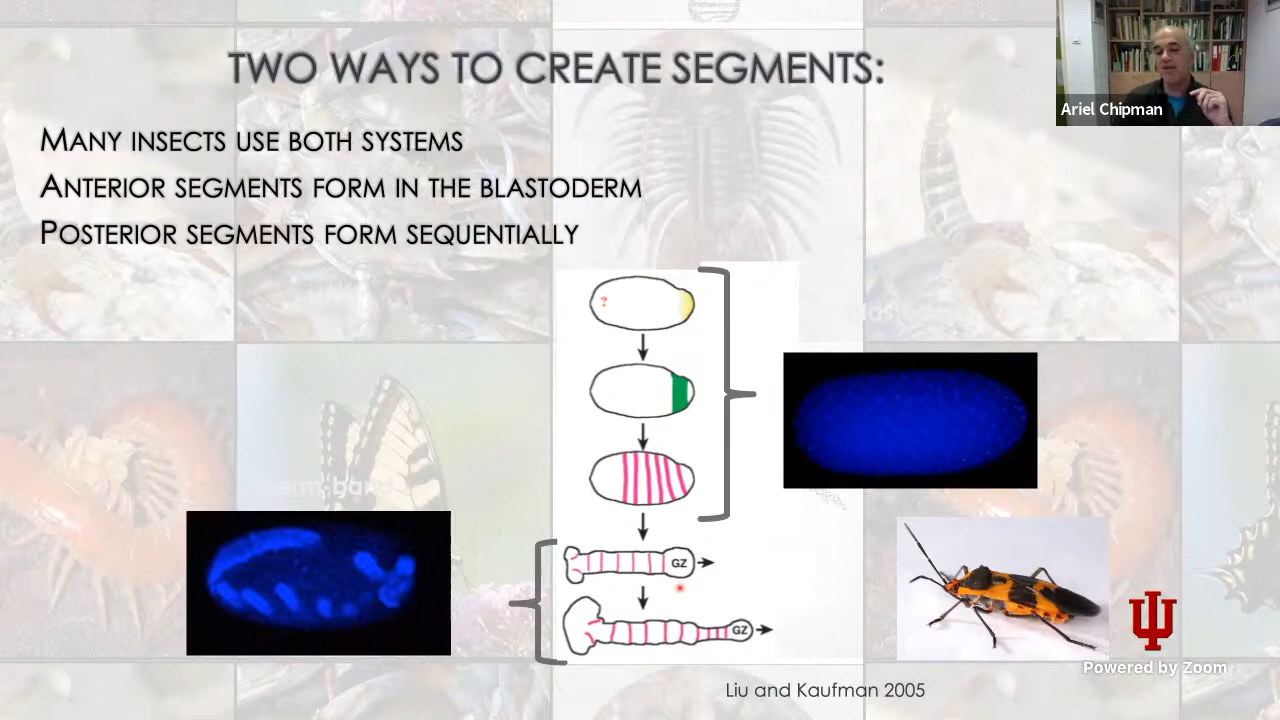 TWO WAYS TO CREATE SEGMENTS:
Ariel Chipman
MANY INSECTS USE BOTH SYSTEMS
ANTERIOR SEGMENTS FORM IN THE BLASTODERM
POSTERIOR SEGMENTS FORM SEQUENTIALLY
?
GZ
GZ
Powered by Zoom
Liu and Kaufman 2005